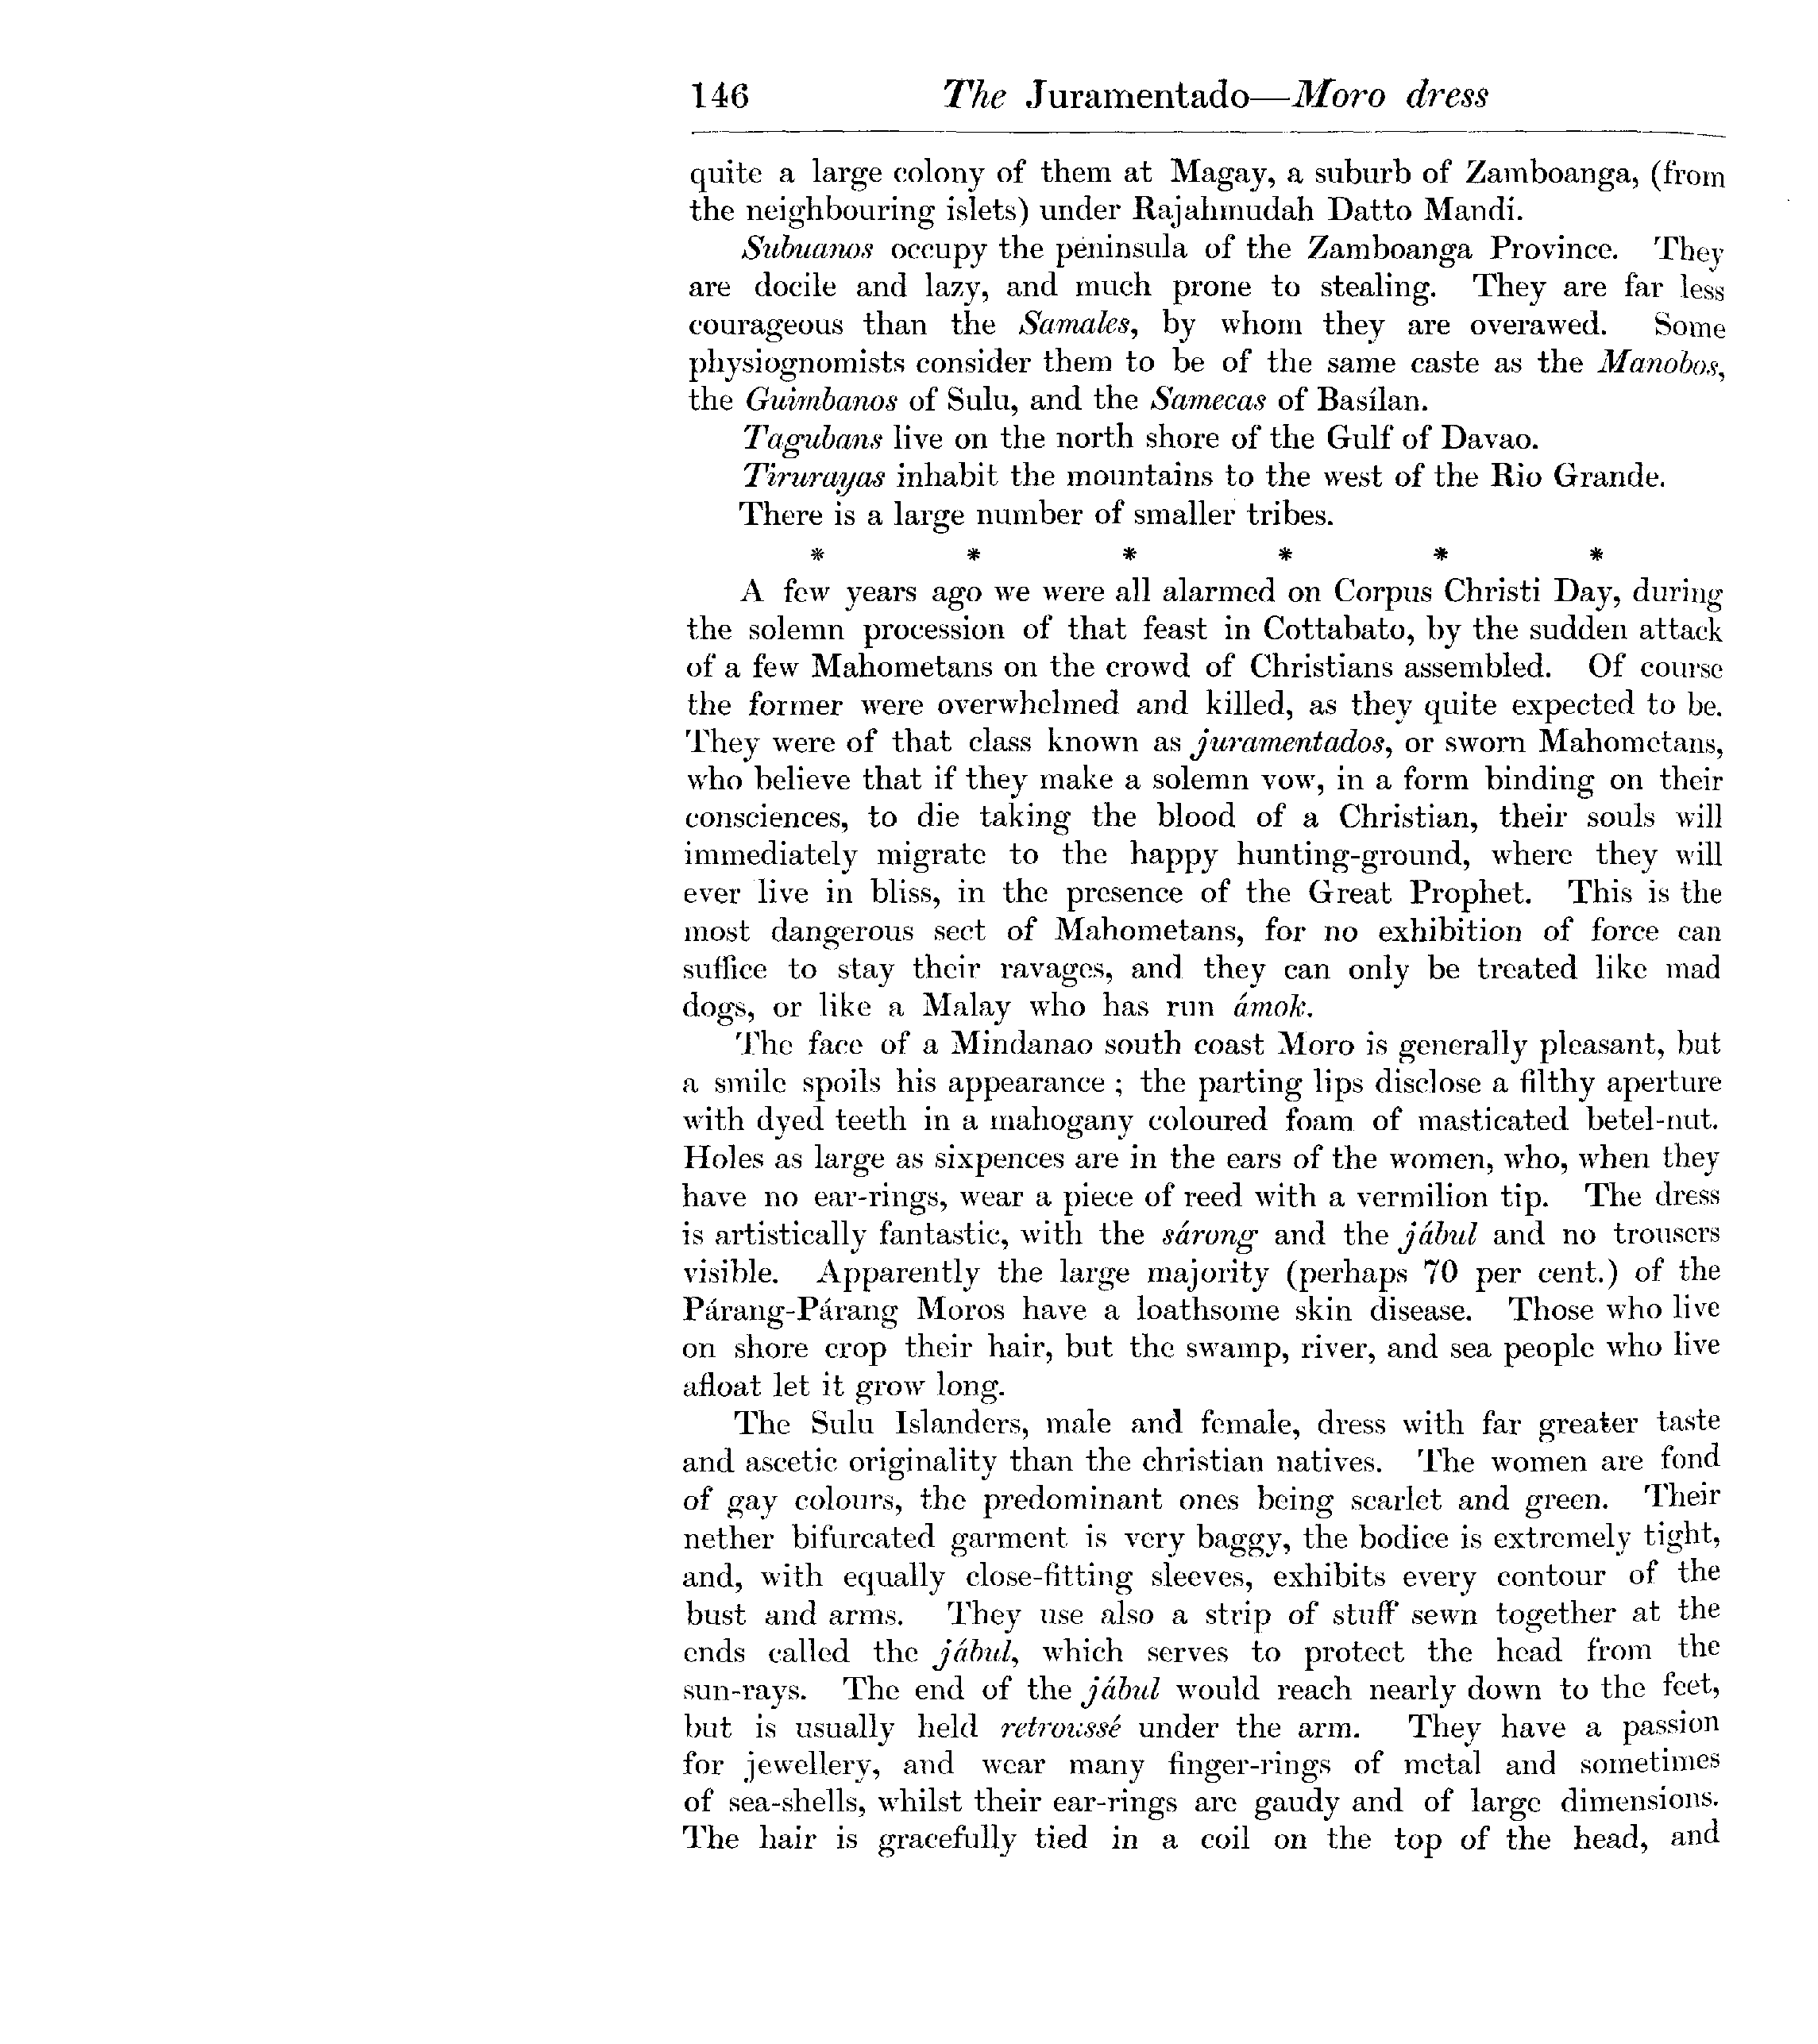 146 The Juramentado—Moro dress
quite a large colony of them at Magay, a suburb of Zamboanga, (from
the neighbouring islets) under Rajahmudah Datto Mandí.
Subuanos occupy the peninsula of the Zamboanga Province. They
are docile and lazy, and much prone to stealing. They are far less
courageous than the Samales, by whom they are overawed. Some
physiognomists consider them to be of the same caste as the Manobos,
the Guimbanos of Sulu, and the Samecas of Basílan.
Tagubans live on the north shore of the Gulf of Davao.
Tirurayas inhabit the mountains to the west of the Rio Grande.
There is a large number of smaller tribes.
* * * * * *
A few years ago we were all alarmed on Corpus Christi Day, during
the solemn procession of that feast in Cottabato, by the sudden attack
of a few Mahometans on the crowd of Christians assembled. Of course
the former were overwhelmed and killed, as they quite expected to be.
They were of that class known as juramentados, or sworn Mahometans,
who believe that if they make a solemn vow, in a form binding on their
consciences, to die taking the blood of a Christian, their souls will
immediately migrate to the happy hunting-ground, where they will
ever live in bliss, in the presence of the Great Prophet. This is the
most dangerous sect of Mahometans, for no exhibition of force can
suffice to stay their ravages, and they can only be treated like mad
dogs, or like a Malay who has run ámok.
The face of a Mindanao south coast Moro is generally pleasant, but
a smile spoils his appearance ; the parting lips disclose a filthy aperture
with dyed teeth in a mahogany coloured foam of masticated betel-nut.
Holes as large as sixpences are in the ears of the women, who, when they
have no ear-rings, wear a piece of reed with a vermilion tip. The dress
is artistically fantastic, with the sárong and the jábul and no trousers
visible. Apparently the large majority (perhaps 70 per cent.) of the
Párang-Párang Moros have a loathsome skin disease. Those who live
on shore crop their hair, but the swamp, river, and sea people who live
afloat let it grow long.
The Sulu Islanders, male and female, dress with far greater taste
and ascetic originality than the christian natives. The women are fond
of gay colours, the predominant ones being scarlet and green. Their
nether bifurcated garment is very baggy, the bodice is extremely tight,
and, with equally close-fitting sleeves, exhibits every contour of the
bust and arms. They use also a strip of stuff sewn together at the
ends called the jábul, which serves to protect the head from the
sun-rays. The end of the jábul would reach nearly down to the feet,
but is usually held retroussé under the arm. They have a passion
for jewellery, and wear many finger-rings of metal and sometimes
of sea-shells, whilst their ear-rings are gaudy and of large dimensions.
The hair is gracefully tied in a coil on the top of the head, and